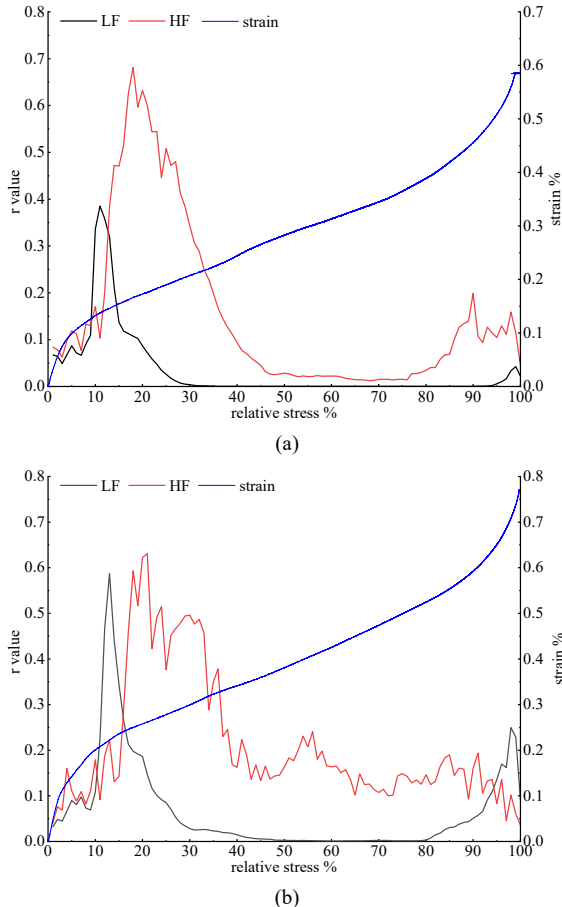 LF HF strain
0.8 0.7
0.7 0.6
0.6 0.5
0.5 0.4
0.4 0.3
0.3 0.2
0.2 0.1
0.1 0.0
0.0
r value
strain %
0 10 20 30 40 50 60 70 80 90 100
relative stress %
(a)
LF HF strain
0.8 0.8
0.7 0.7
0.6 0.6
0.5 0.5
0.4 0.4
0.3 0.3
0.2 0.2
0.1 0.1
0.0 0.0
r value
strain %
0 10 20 30 40 50 60 70 80 90 100
relative stress %
(b)